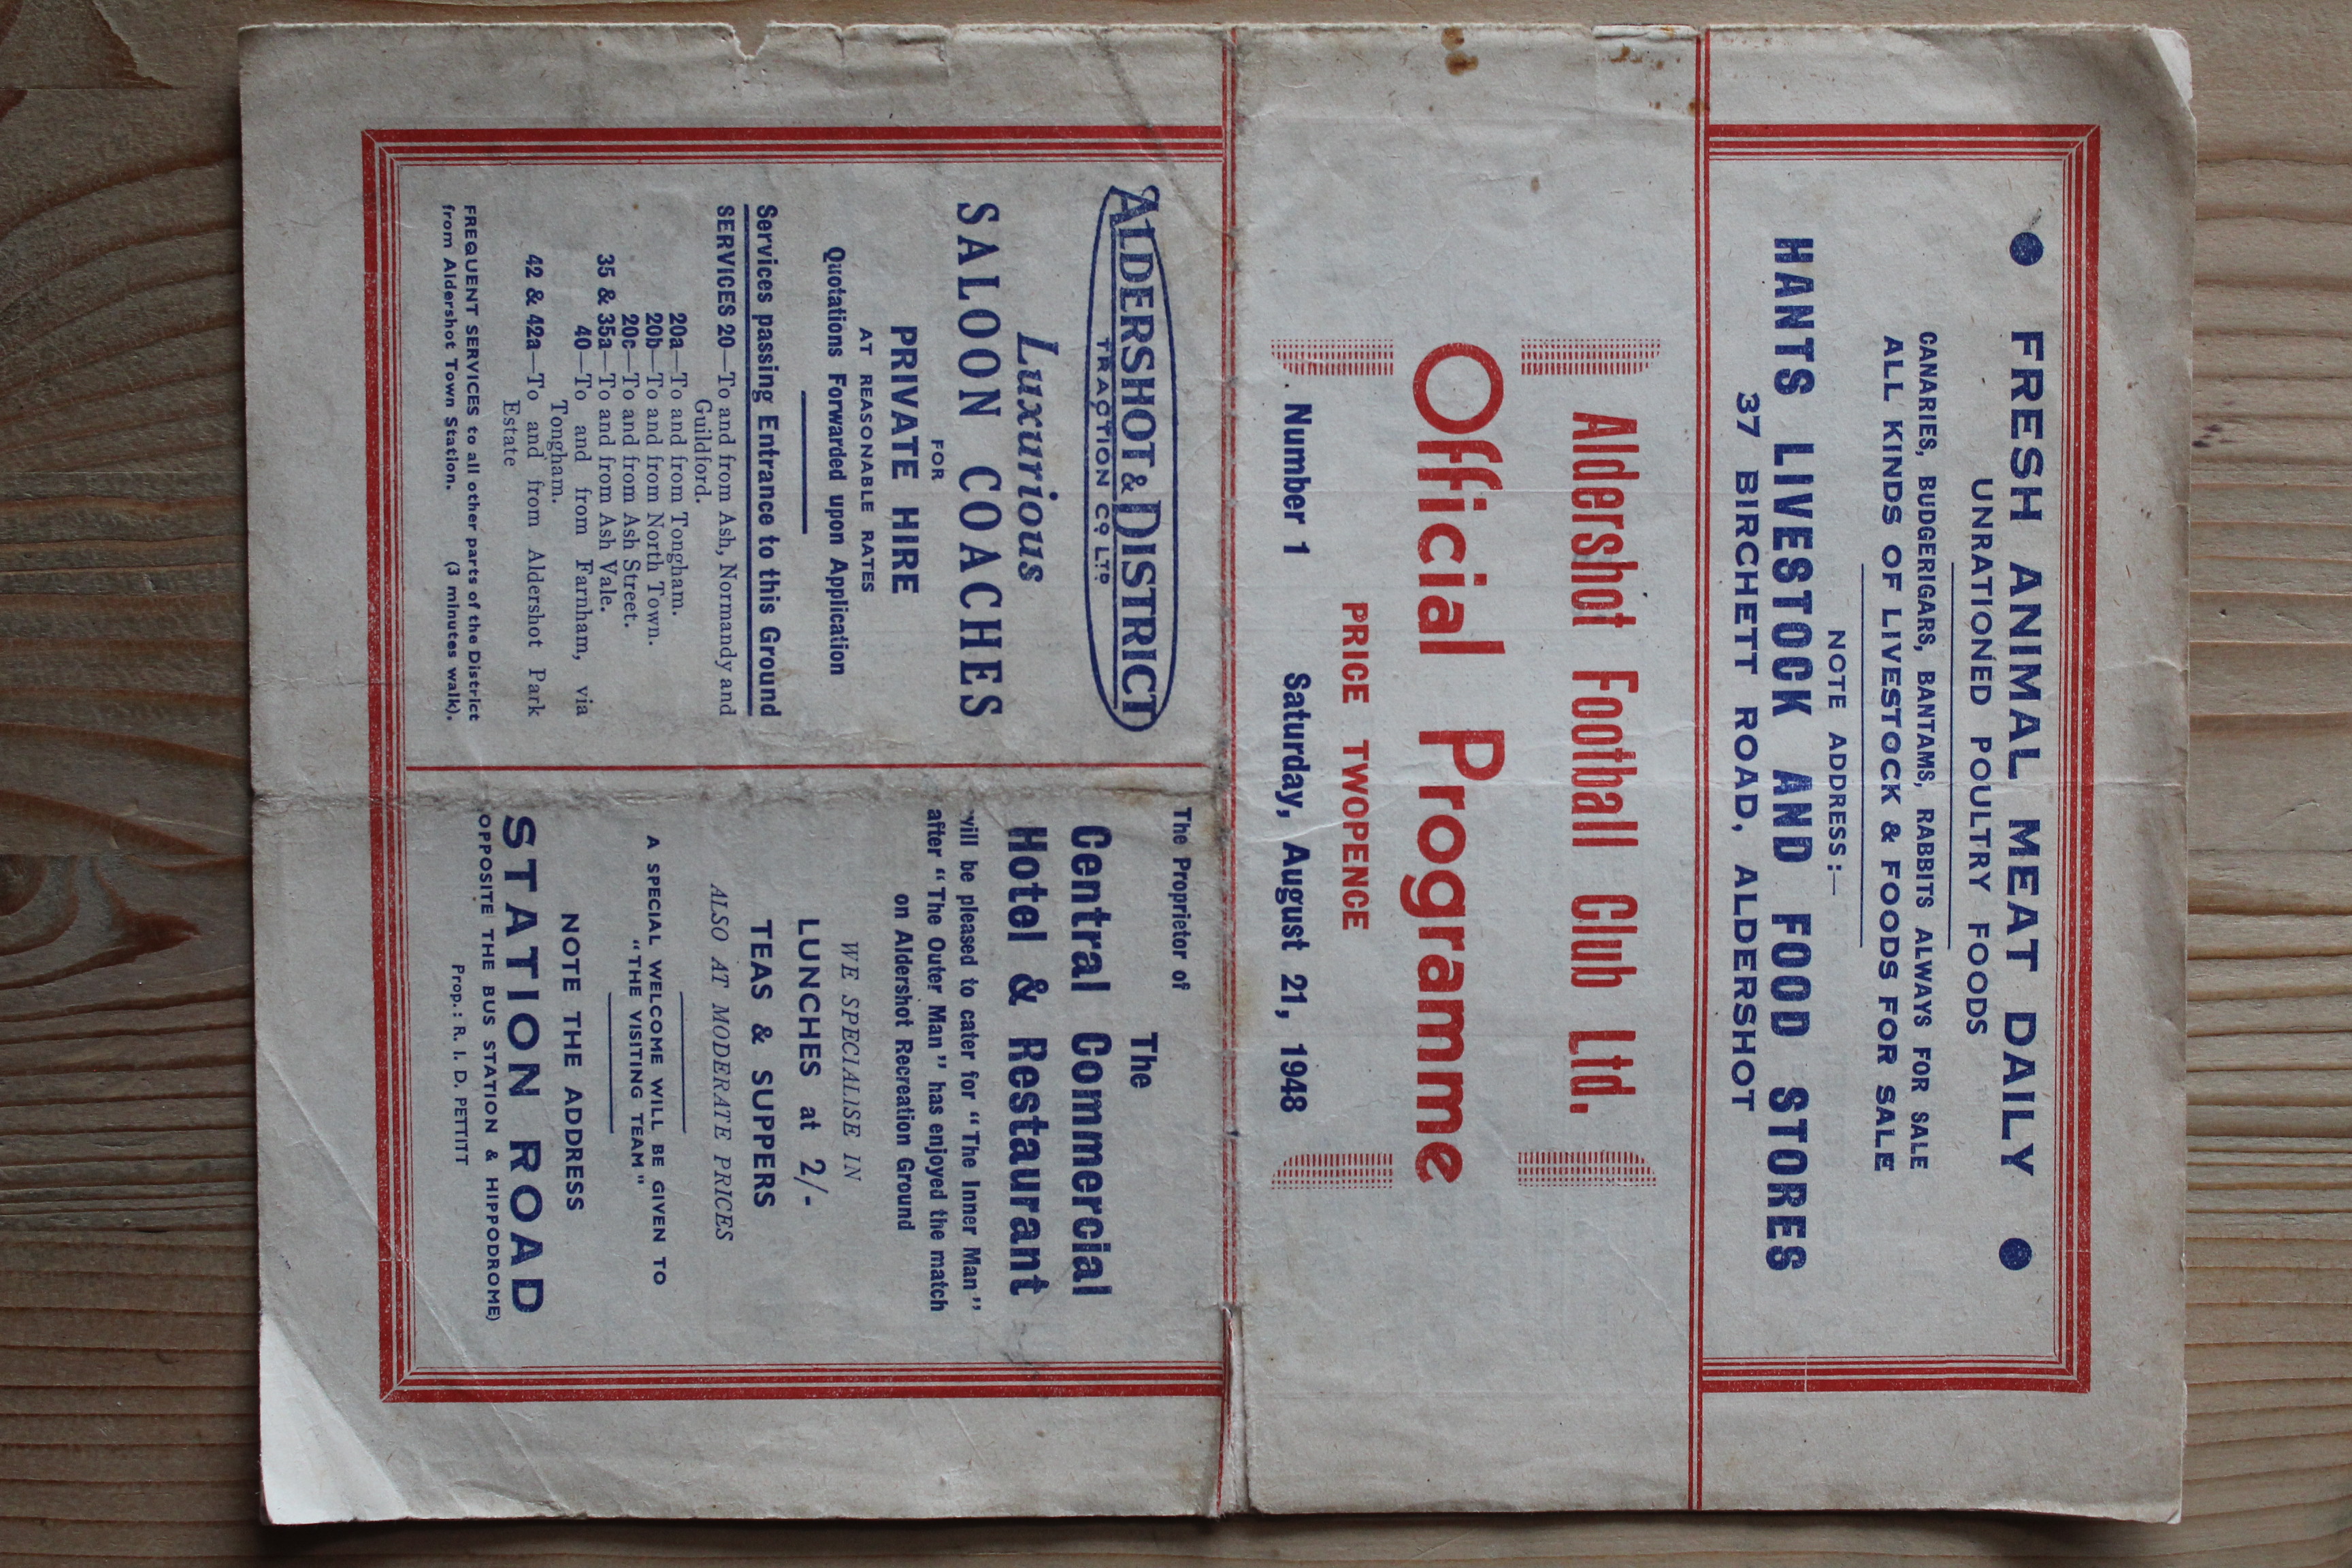 ● FRESH ANIMAL MEAT DAILY ●
UNRATIONED POULTRY FOODS
CANARIES, BUDGERIGARS, BANTAMS, RABBITS ALWAYS FOR SALE
ALL KINDS OF LIVESTOCK & FOODS FOR SALE
NOTE ADDRESS:—
HANTS LIVESTOCK AND FOOD STORES
37 BIRCHETT ROAD, ALDERSHOT
Aldershot Football Club Ltd.
Official Programme
PRICE TWOPENCE
Number 1 Saturday, August 21, 1948
ALDERSHOT & DISTRICT
TRACTION CO. LTD
Luxurious
SALOON COACHES
FOR
PRIVATE HIRE
AT REASONABLE RATES
Quotations Forwarded upon Application
Services passing Entrance to this Ground
SERVICES 20—To and from Ash, Normandy and
Guildford.
20a—To and from Tongham.
20b—To and from North Town.
20c—To and from Ash Street.
35 & 35a—To and from Ash Vale.
40—To and from Farnham, via
Tongham.
42 & 42a—To and from Aldershot Park
Estate
FREQUENT SERVICES to all other parts of the District
from Aldershot Town Station. (3 minutes walk).
The Proprietor of
The
Central Commercial
Hotel & Restaurant
will be pleased to cater for "The Inner Man"
after "The Outer Man" has enjoyed the match
on Aldershot Recreation Ground
WE SPECIALISE IN
LUNCHES at 2/-
TEAS & SUPPERS
ALSO AT MODERATE PRICES
A SPECIAL WELCOME WILL BE GIVEN TO
"THE VISITING TEAM"
NOTE THE ADDRESS
STATION ROAD
(OPPOSITE THE BUS STATION & HIPPODROME)
Prop.: R. I. D. PETTITT